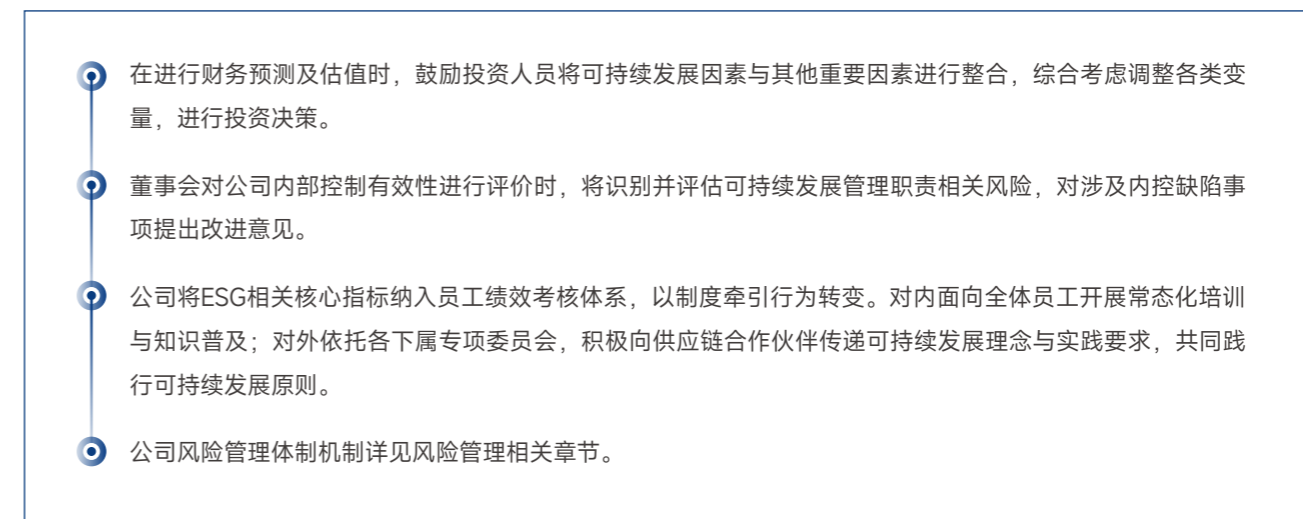 在进行财务预测及估值时，鼓励投资人员将可持续发展因素与其他重要因素进行整合，综合考虑调整各类变
量，进行投资决策。
董事会对公司内部控制有效性进行评价时，将识别并评估可持续发展管理职责相关风险，对涉及内控缺陷事
项提出改进意见。
公司将ESG相关核心指标纳入员工绩效考核体系，以制度牵引行为转变。对内面向全体员工开展常态化培训
与知识普及；对外依托各下属专项委员会，积极向供应链合作伙伴传递可持续发展理念与实践要求，共同践
行可持续发展原则。
公司风险管理体制机制详见风险管理相关章节。